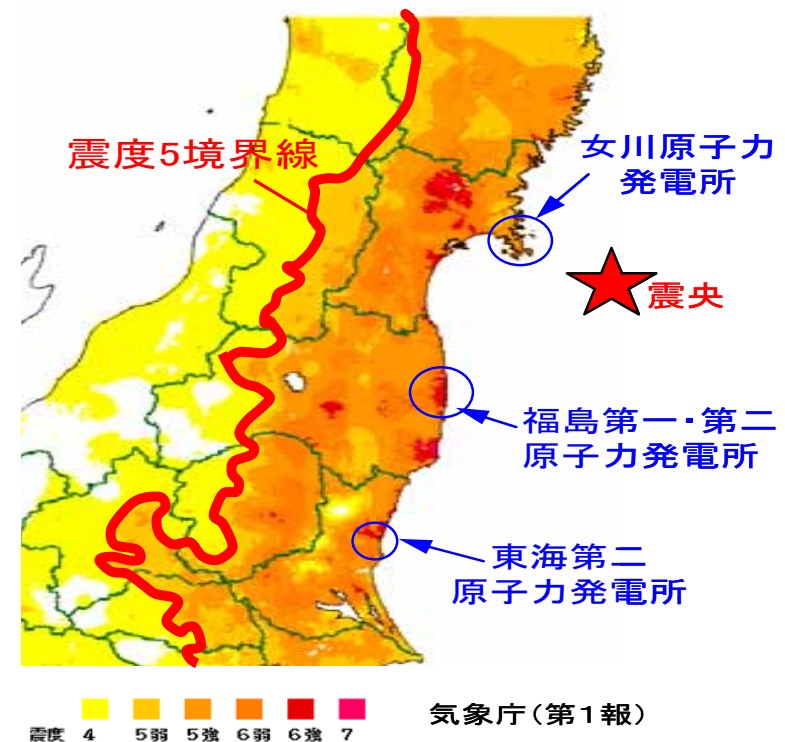 震度5境界線
女川原子力
発電所
震央
福島第一・第二
原子力発電所
東海第二
原子力発電所
震度 4 5弱 5強 6弱 6強 7
気象庁(第1報)